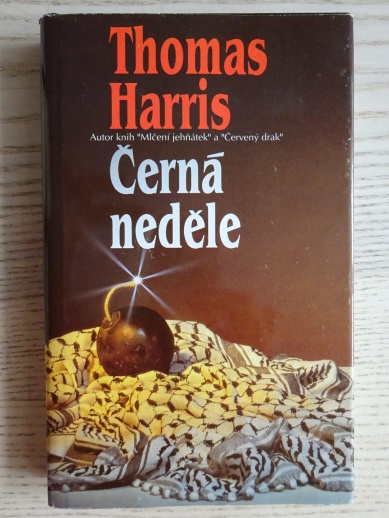 Thomas
Harris
Autor knih "Mlčení jehňátek" a "Červený drak"
Černá
neděle